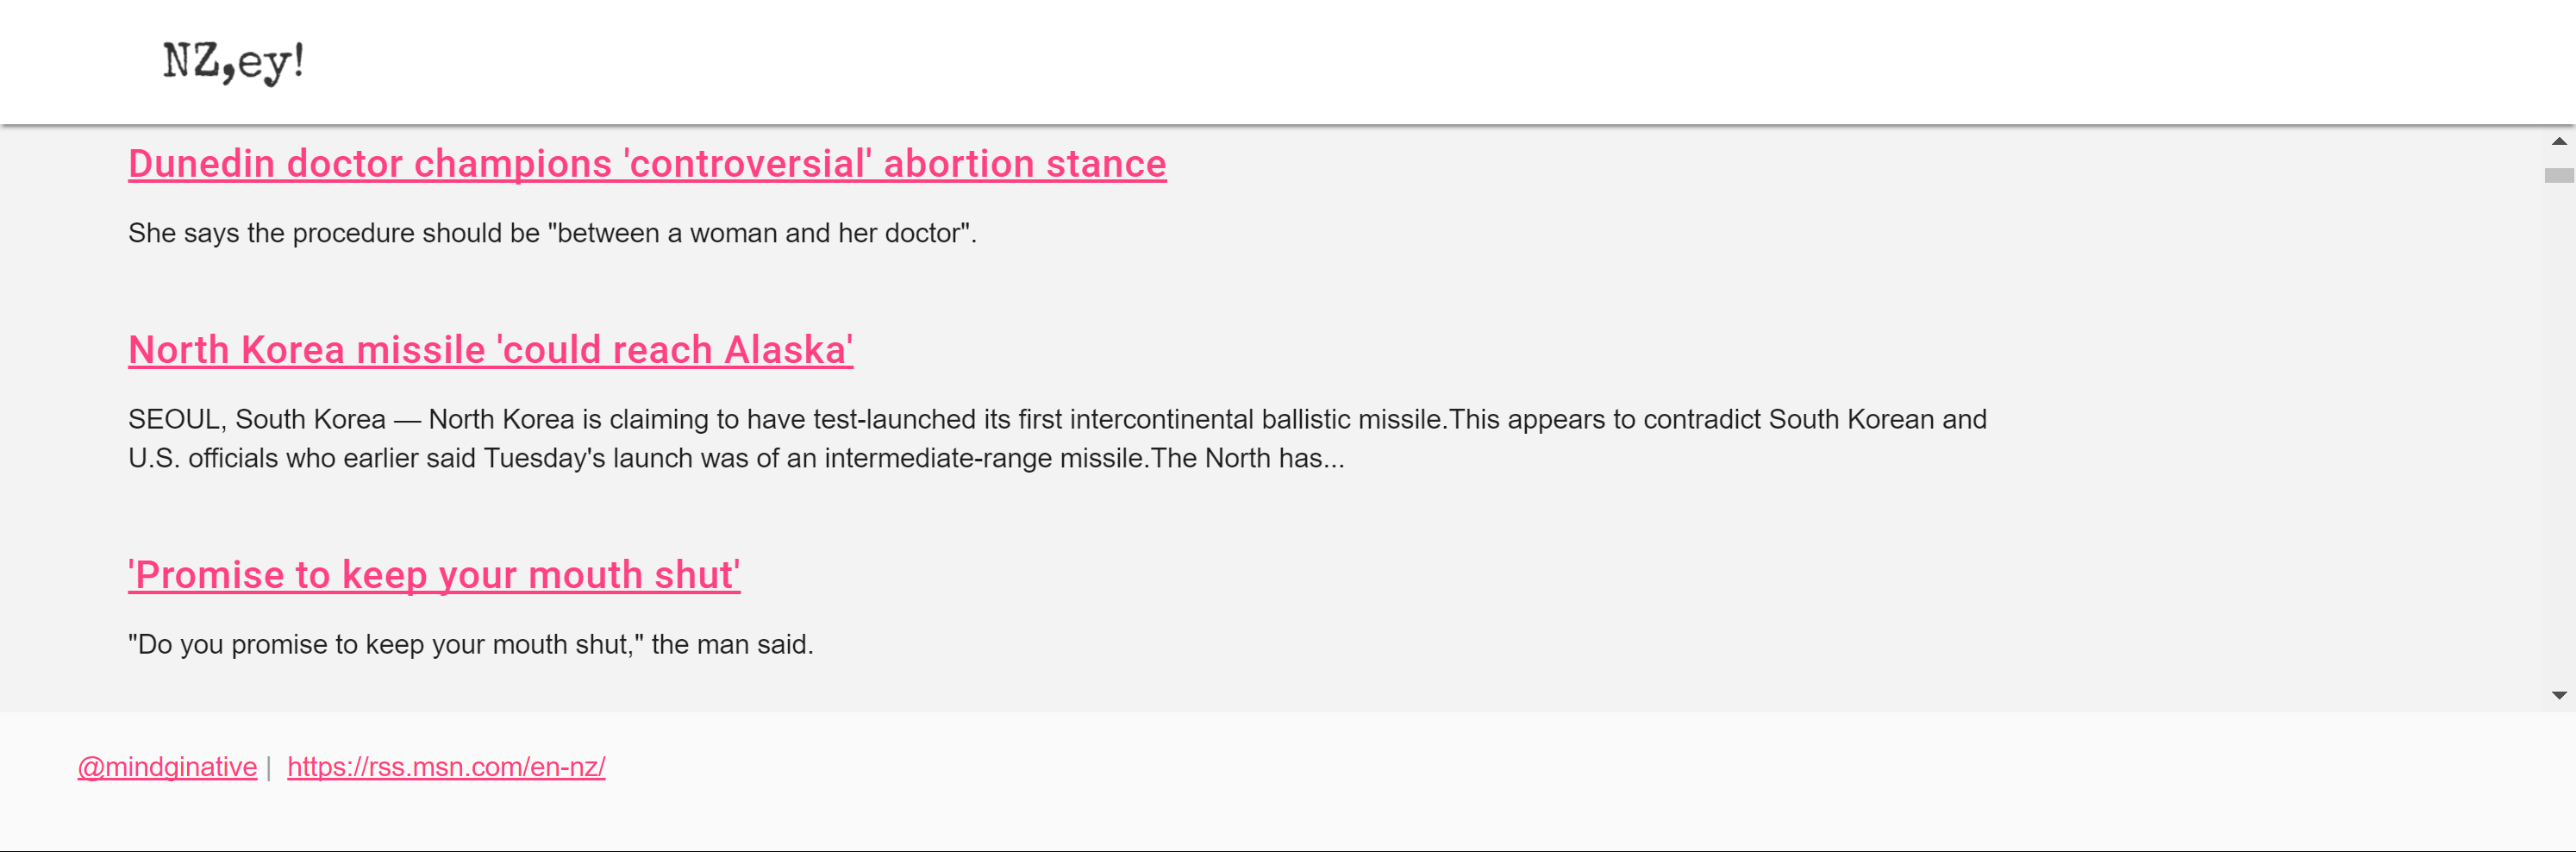 NZ,ey!
Dunedin doctor champions 'controversial' abortion stance
She says the procedure should be "between a woman and her doctor".
North Korea missile 'could reach Alaska'
SEOUL, South Korea — North Korea is claiming to have test-launched its first intercontinental ballistic missile.This appears to contradict South Korean and
U.S. officials who earlier said Tuesday's launch was of an intermediate-range missile.The North has...
'Promise to keep your mouth shut'
"Do you promise to keep your mouth shut," the man said.
@mindginative | https://rss.msn.com/en-nz/